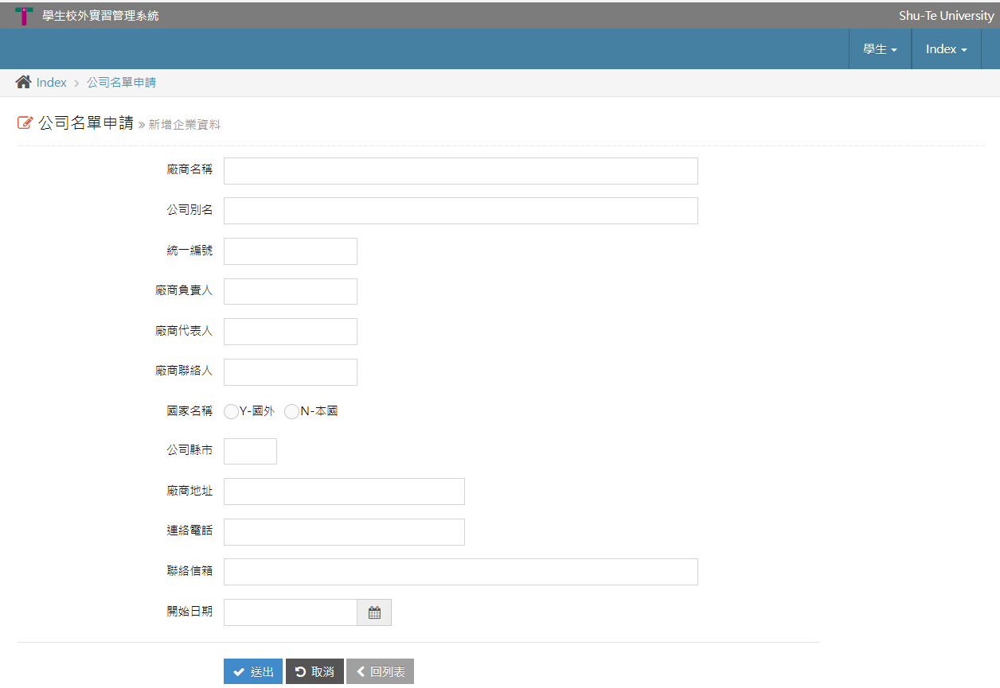 學生校外實習管理系統 Shu-Te University
學生 Index
Index > 公司名單申請
公司名單申請 » 新增企業資料
廠商名稱
公司別名
統一編號
廠商負責人
廠商代表人
廠商聯絡人
國家名稱 Y-國外 N-本國
公司縣市
廠商地址
連絡電話
聯絡信箱
開始日期
送出 取消 回列表